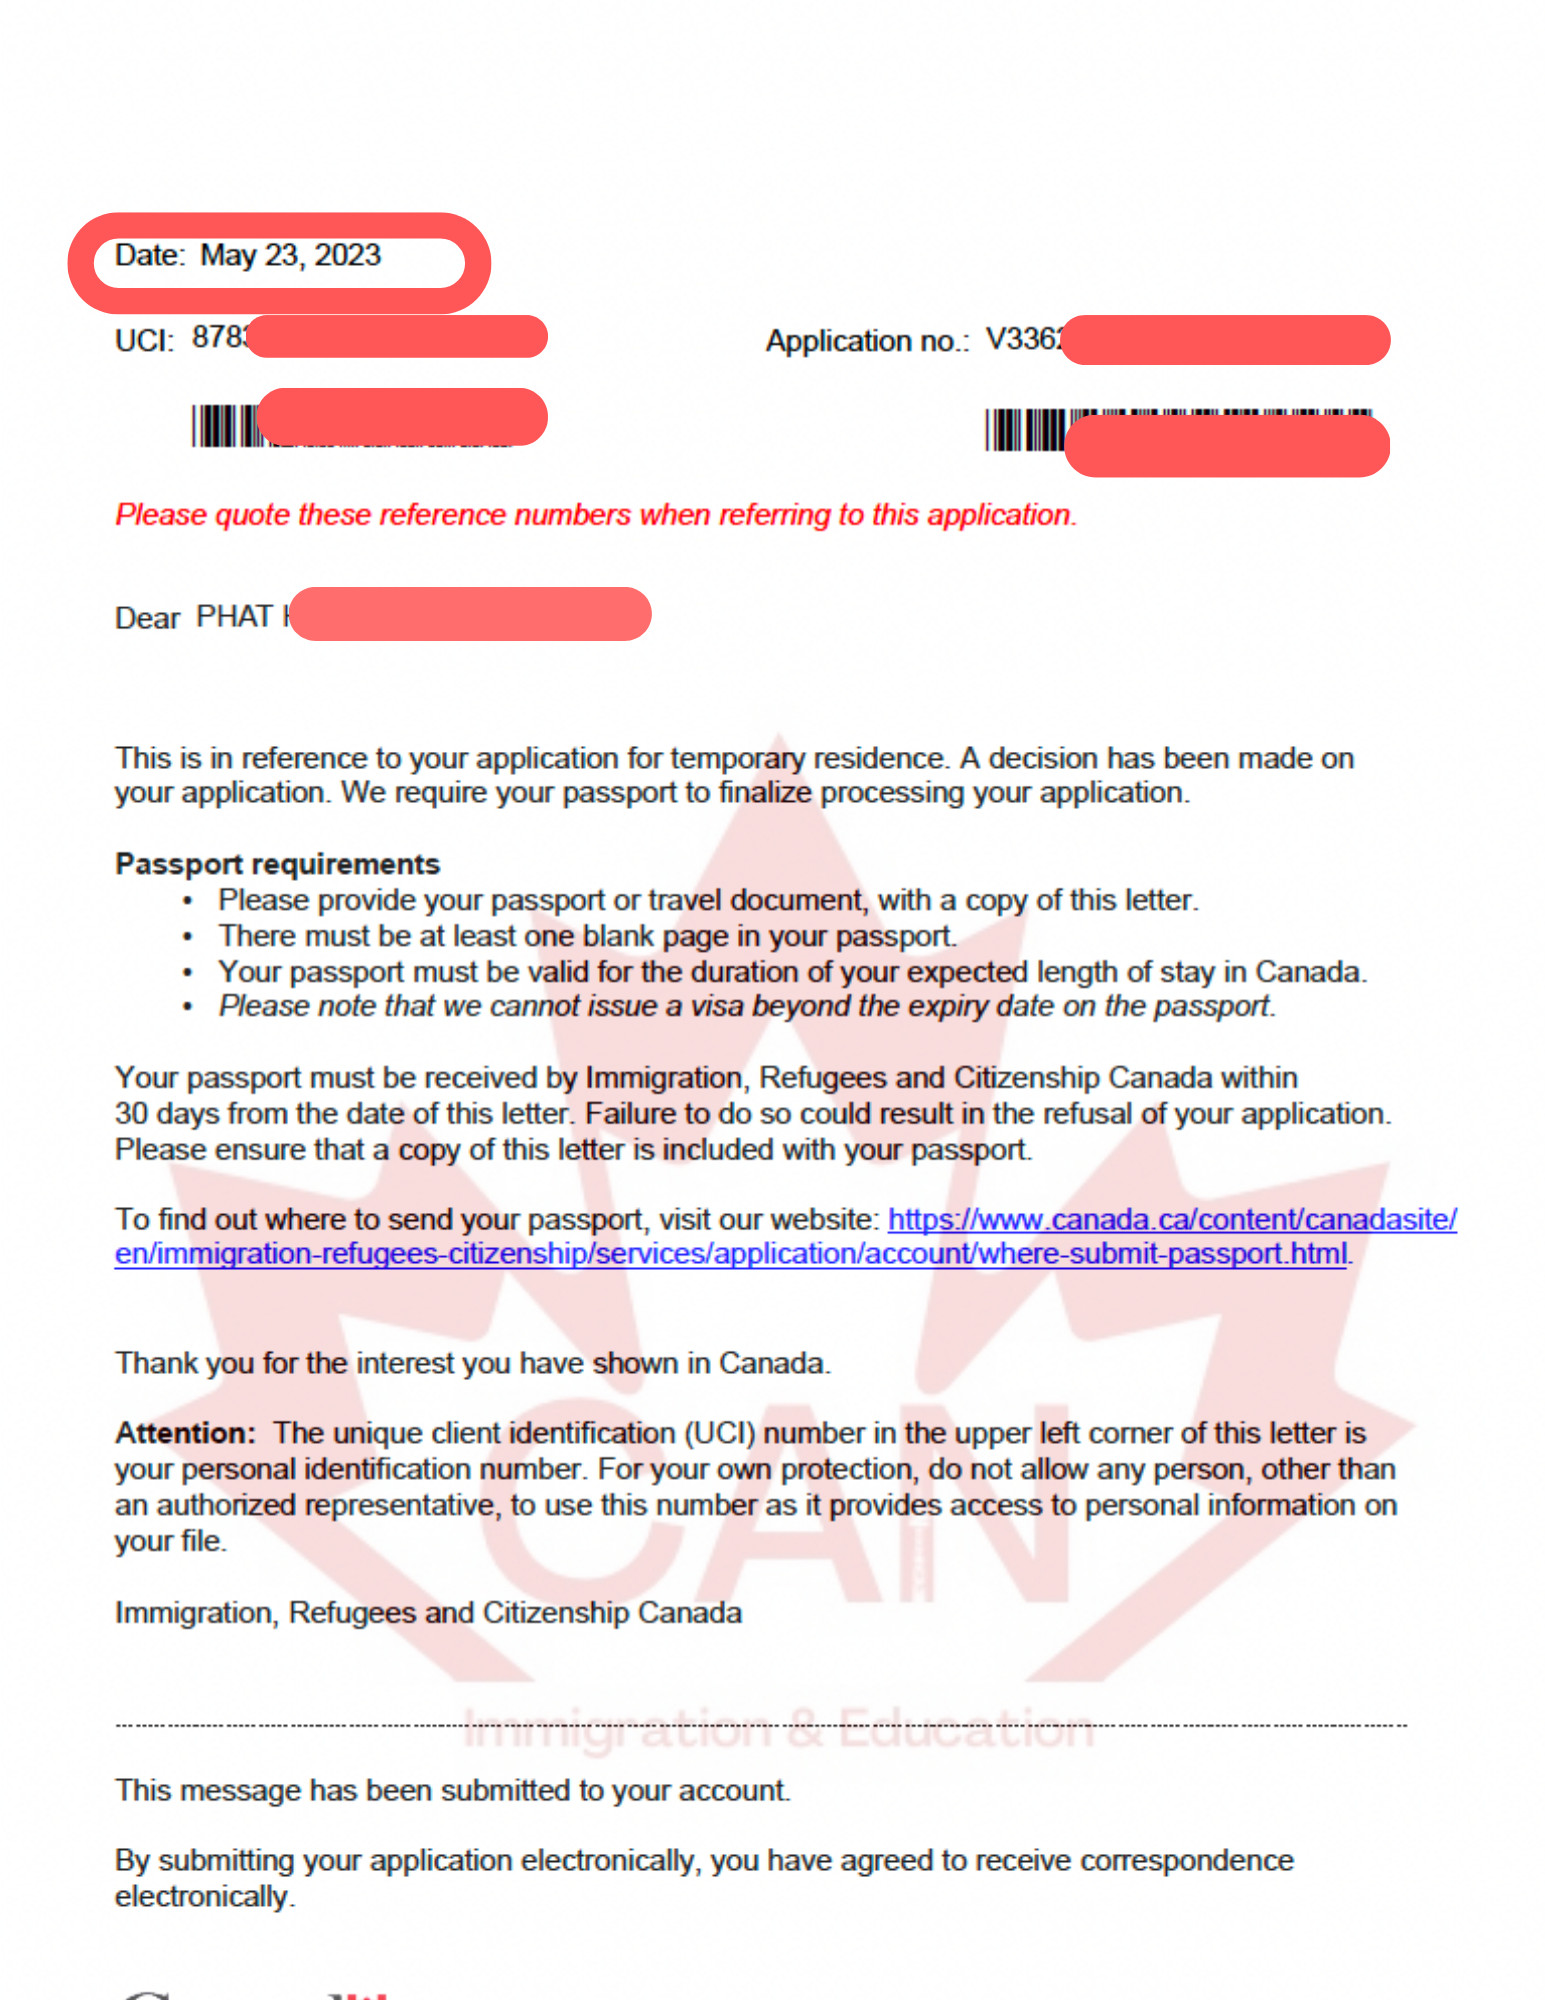 Date: May 23, 2023
UCI: 878
Application no.: V336
Please quote these reference numbers when referring to this application.
Dear PHAT
This is in reference to your application for temporary residence. A decision has been made on
your application. We require your passport to finalize processing your application.
Passport requirements
• Please provide your passport or travel document, with a copy of this letter.
• There must be at least one blank page in your passport.
• Your passport must be valid for the duration of your expected length of stay in Canada.
• Please note that we cannot issue a visa beyond the expiry date on the passport.
Your passport must be received by Immigration, Refugees and Citizenship Canada within
30 days from the date of this letter. Failure to do so could result in the refusal of your application.
Please ensure that a copy of this letter is included with your passport.
To find out where to send your passport, visit our website: https://www.canada.ca/content/canadasite/
en/immigration-refugees-citizenship/services/application/account/where-submit-passport.html.
Thank you for the interest you have shown in Canada.
Attention: The unique client identification (UCI) number in the upper left corner of this letter is
your personal identification number. For your own protection, do not allow any person, other than
an authorized representative, to use this number as it provides access to personal information on
your file.
CAN
Immigration, Refugees and Citizenship Canada
Immigration & Education
This message has been submitted to your account.
By submitting your application electronically, you have agreed to receive correspondence
electronically.